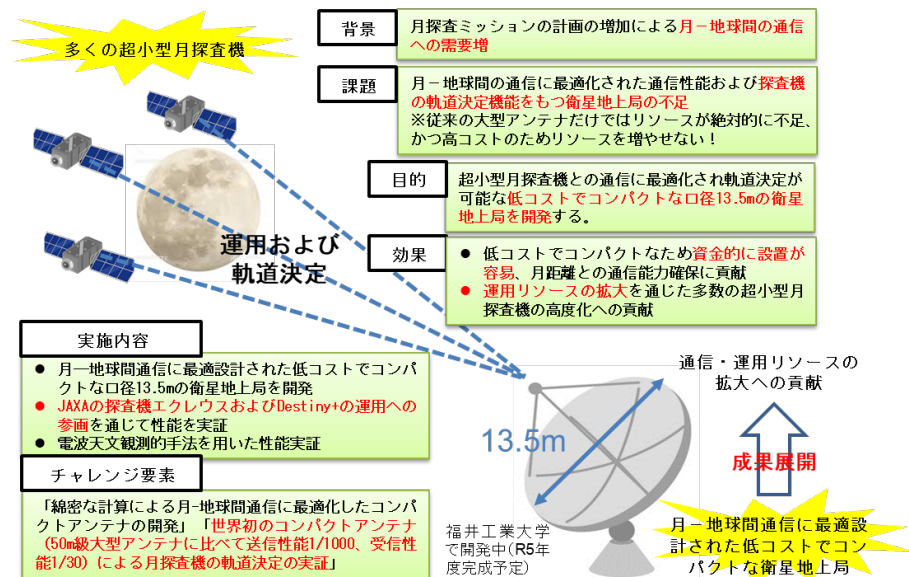 多くの超小型月探査機
背景
月探査ミッションの計画の増加による月－地球間の通信
への需要増
課題
月－地球間の通信に最適化された通信性能および探査機
の軌道決定機能をもつ衛星地上局の不足
※従来の大型アンテナだけではリソースが絶対的に不足、
かつ高コストのためリソースを増やせない！
目的
超小型月探査機との通信に最適化され軌道決定が
可能な低コストでコンパクトな口径13.5mの衛星
地上局を開発する。
運用および
軌道決定
効果
● 低コストでコンパクトなため資金的に設置が
容易、月距離との通信能力確保に貢献
● 運用リソースの拡大を通じた多数の超小型月
探査機の高度化への貢献
実施内容
● 月―地球間通信に最適設計された低コストでコンパ
クトな口径13.5mの衛星地上局を開発
● JAXAの探査機エクレウスおよびDestiny+の運用への
参画を通じて性能を実証
● 電波天文観測的手法を用いた性能実証
チャレンジ要素
「綿密な計算による月-地球間通信に最適化したコンパ
クトアンテナの開発」「世界初のコンパクトアンテナ
（50m級大型アンテナに比べて送信性能1/1000、受信性
能1/30）による月探査機の軌道決定の実証」
13.5m
福井工業大学
で開発中(R5年
度完成予定)
通信・運用リソースの
拡大への貢献
成果展開
月－地球間通信に最適設
計された低コストでコン
パクトな衛星地上局